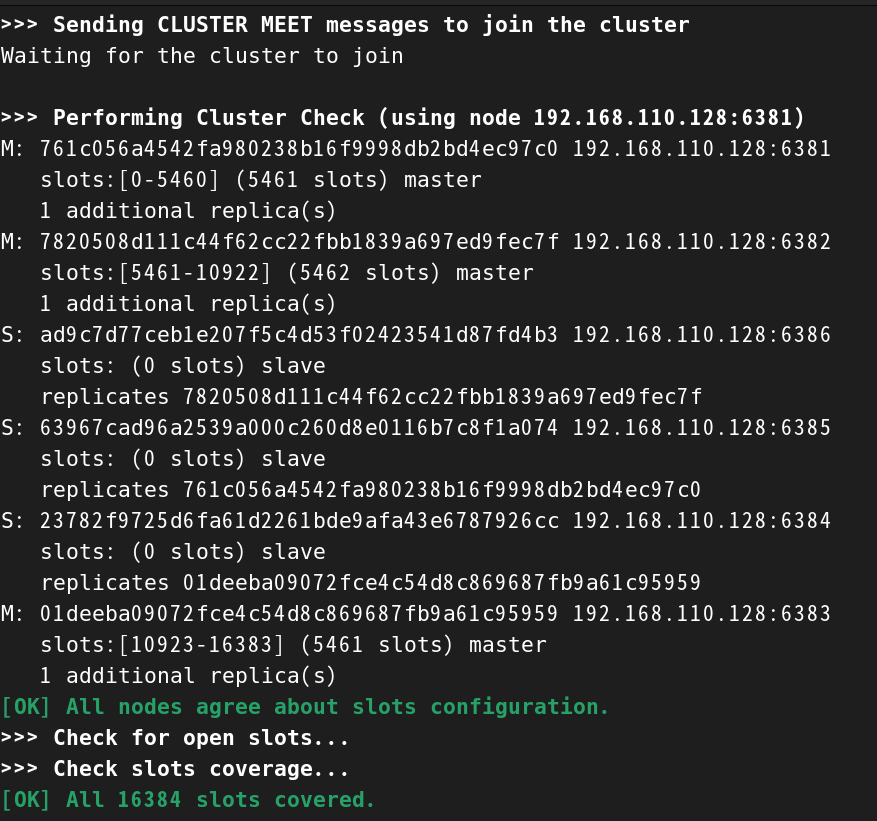 >>> Sending CLUSTER MEET messages to join the cluster
Waiting for the cluster to join

>>> Performing Cluster Check (using node 192.168.110.128:6381)
M: 761c056a4542fa980238b16f9998db2bd4ec97c0 192.168.110.128:6381
   slots:[0-5460] (5461 slots) master
   1 additional replica(s)
M: 7820508d111c44f62cc22fbb1839a697ed9fec7f 192.168.110.128:6382
   slots:[5461-10922] (5462 slots) master
   1 additional replica(s)
S: ad9c7d77ceb1e207f5c4d53f02423541d87fd4b3 192.168.110.128:6386
   slots: (0 slots) slave
   replicates 7820508d111c44f62cc22fbb1839a697ed9fec7f
S: 63967cad96a2539a000c260d8e0116b7c8f1a074 192.168.110.128:6385
   slots: (0 slots) slave
   replicates 761c056a4542fa980238b16f9998db2bd4ec97c0
S: 23782f9725d6fa61d2261bde9afa43e6787926cc 192.168.110.128:6384
   slots: (0 slots) slave
   replicates 01deeba09072fce4c54d8c869687fb9a61c95959
M: 01deeba09072fce4c54d8c869687fb9a61c95959 192.168.110.128:6383
   slots:[10923-16383] (5461 slots) master
   1 additional replica(s)
[OK] All nodes agree about slots configuration.
>>> Check for open slots...
>>> Check slots coverage...
[OK] All 16384 slots covered.